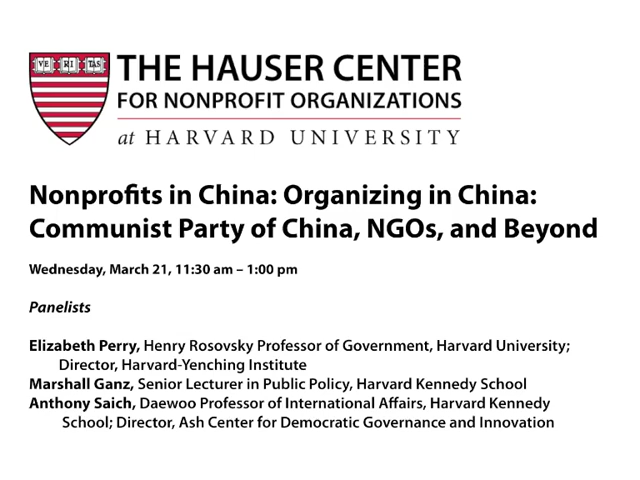 VE RI TAS
THE HAUSER CENTER
FOR NONPROFIT ORGANIZATIONS
at HARVARD UNIVERSITY
Nonprofits in China: Organizing in China:
Communist Party of China, NGOs, and Beyond
Wednesday, March 21, 11:30 am – 1:00 pm
Panelists
Elizabeth Perry, Henry Rosovsky Professor of Government, Harvard University;
Director, Harvard-Yenching Institute
Marshall Ganz, Senior Lecturer in Public Policy, Harvard Kennedy School
Anthony Saich, Daewoo Professor of International Affairs, Harvard Kennedy
School; Director, Ash Center for Democratic Governance and Innovation